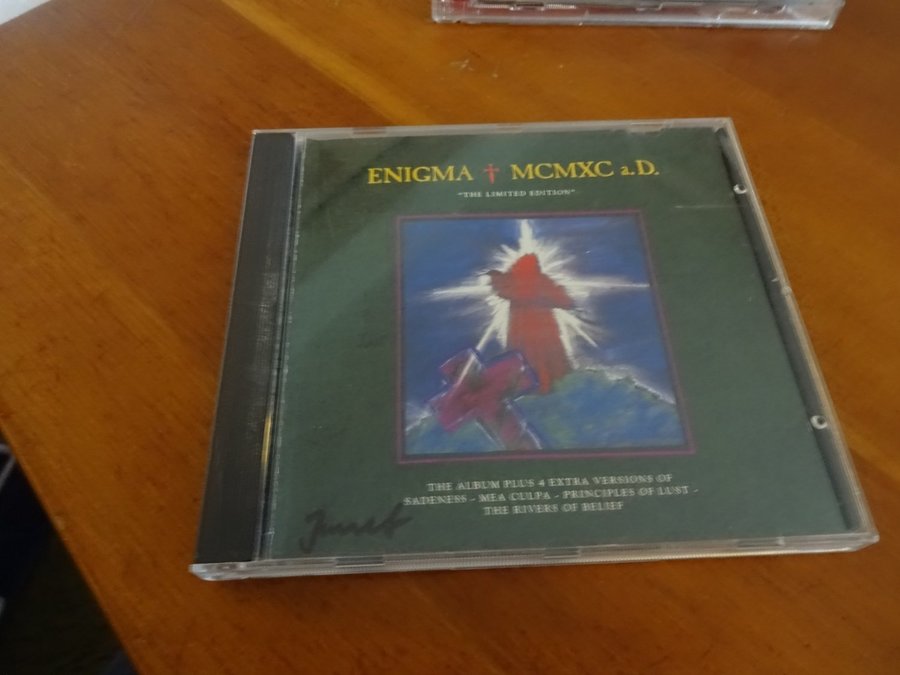 ENIGMA † MCMXC a.D.
"THE LIMITED EDITION"
THE ALBUM PLUS 4 EXTRA VERSIONS OF
SADENESS - MEA CULPA - PRINCIPLES OF LUST -
THE RIVERS OF BELIEF